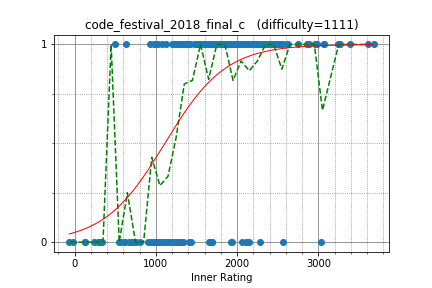 code_festival_2018_final_c (difficulty=1111)
1
0
0 1000 2000 3000
Inner Rating